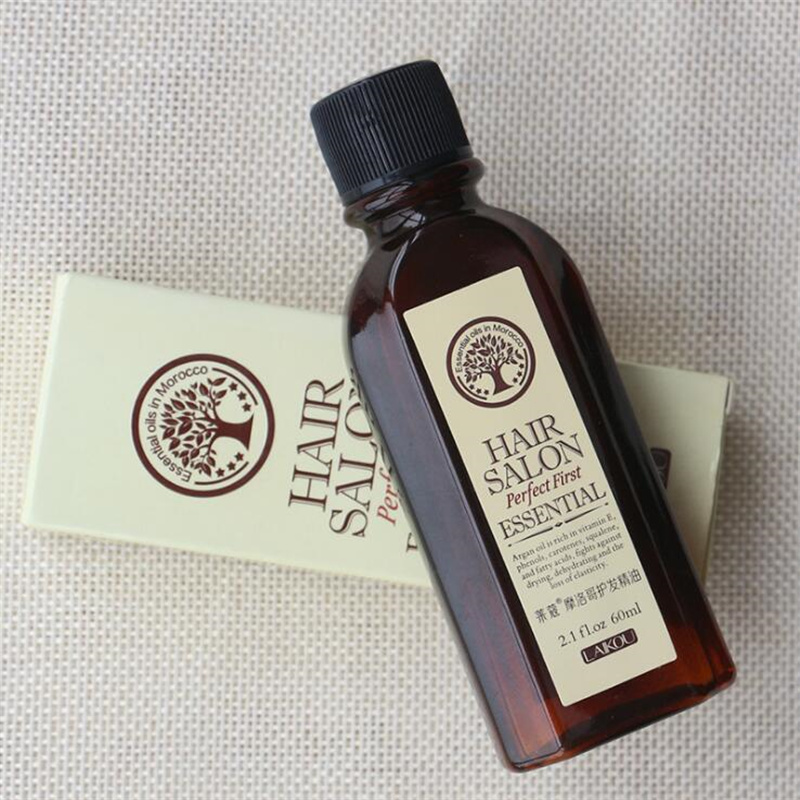 Essential oils in Morocco
HAIR
SALON
Perfect First
ESSENTIAL
Argan oil is rich in vitamin E,
phenols, carotenes, squalene,
and fatty acids, fights against
drying, dehydrating and the
loss of elasticity.
莱蔻®摩洛哥护发精油
2.1 fl.oz 60ml
LAIKOU
Essential oils in Morocco
HAIR
SALON
Perfe